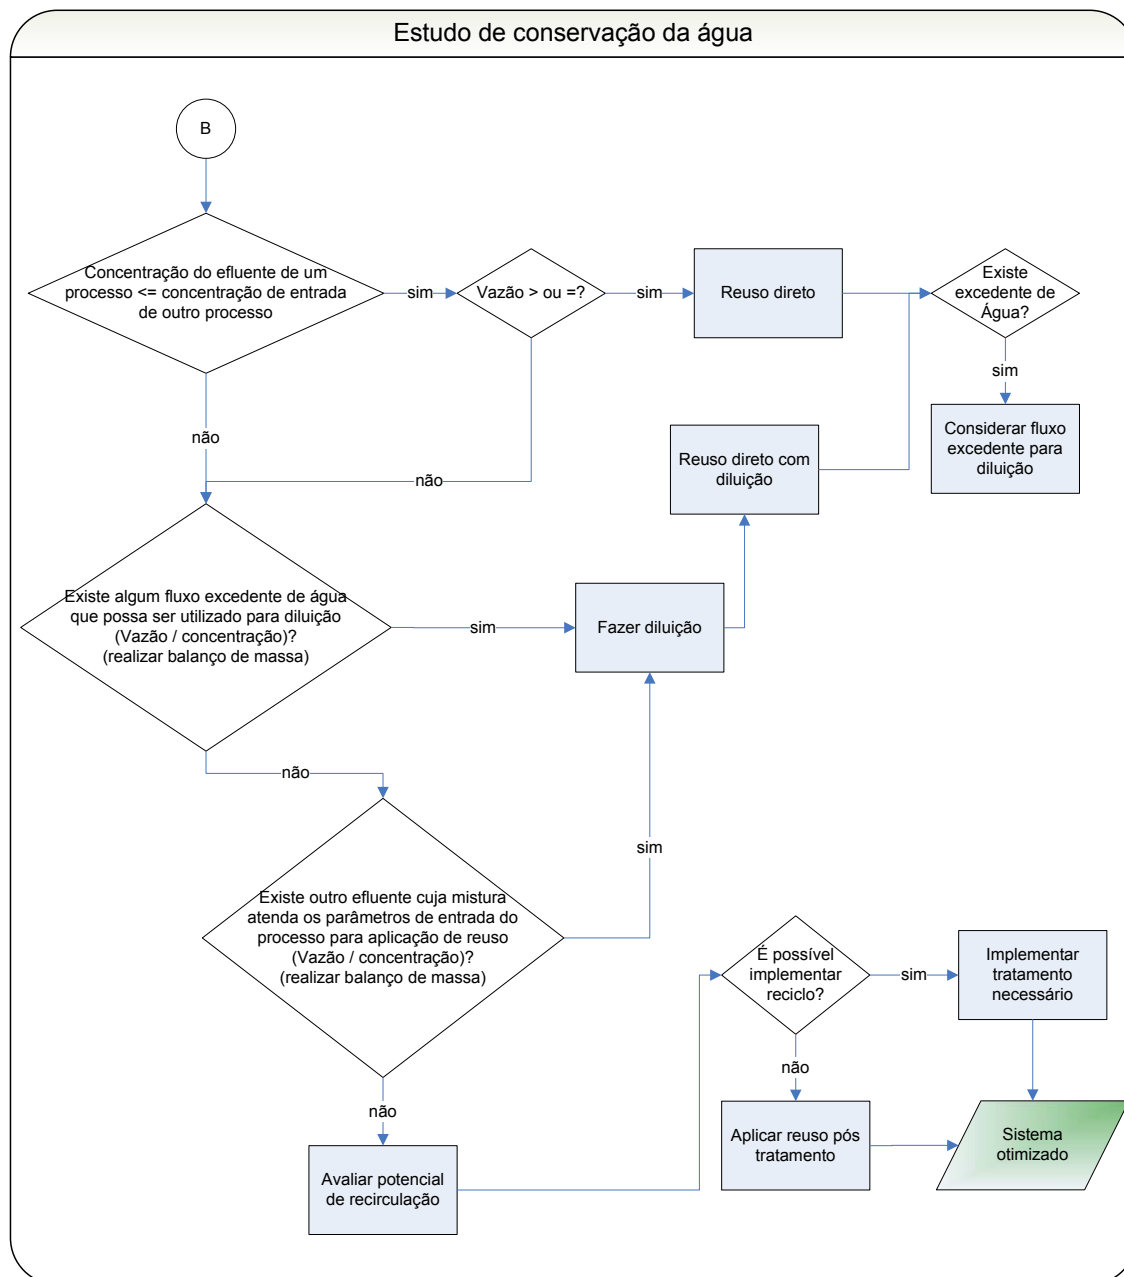 Estudo de conservação da água
B
Concentração do efluente de um
processo <= concentração de entrada
de outro processo
sim
Vazão > ou =?
sim
Reuso direto
Existe
excedente de
Água?
sim
não
Considerar fluxo
excedente para
diluição
Reuso direto com
diluição
não
Existe algum fluxo excedente de água
que possa ser utilizado para diluição
(Vazão / concentração)?
(realizar balanço de massa)
sim
Fazer diluição
não
sim
Existe outro efluente cuja mistura
atenda os parâmetros de entrada do
processo para aplicação de reuso
(Vazão / concentração)?
(realizar balanço de massa)
É possível
implementar
reciclo?
sim
Implementar
tratamento
necessário
não
não
Aplicar reuso pós
tratamento
Sistema
otimizado
Avaliar potencial
de recirculação